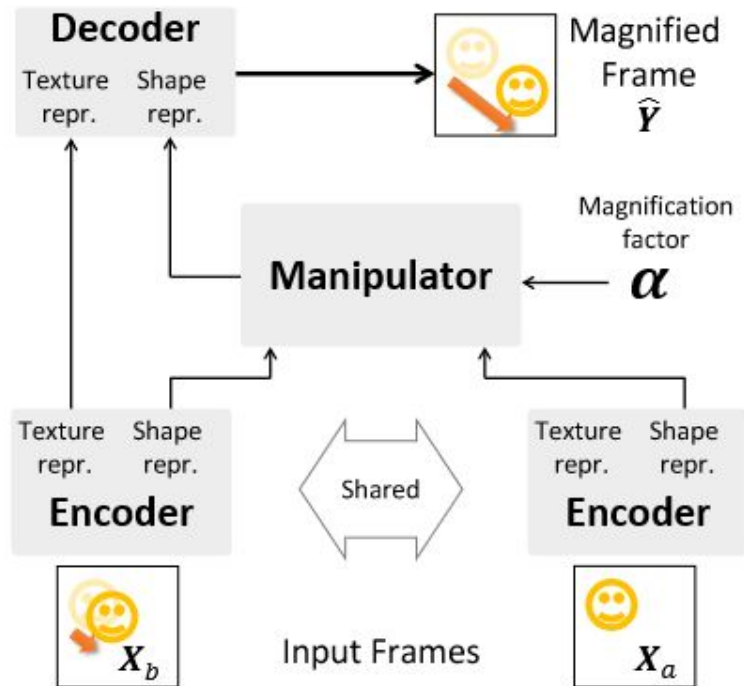 Decoder
Texture repr.
Shape repr.
Magnified
Frame
Ŷ
Magnification
factor
α
Manipulator
Texture repr.
Shape repr.
Encoder
Shared
Texture repr.
Shape repr.
Encoder
X_b
Input Frames
X_a